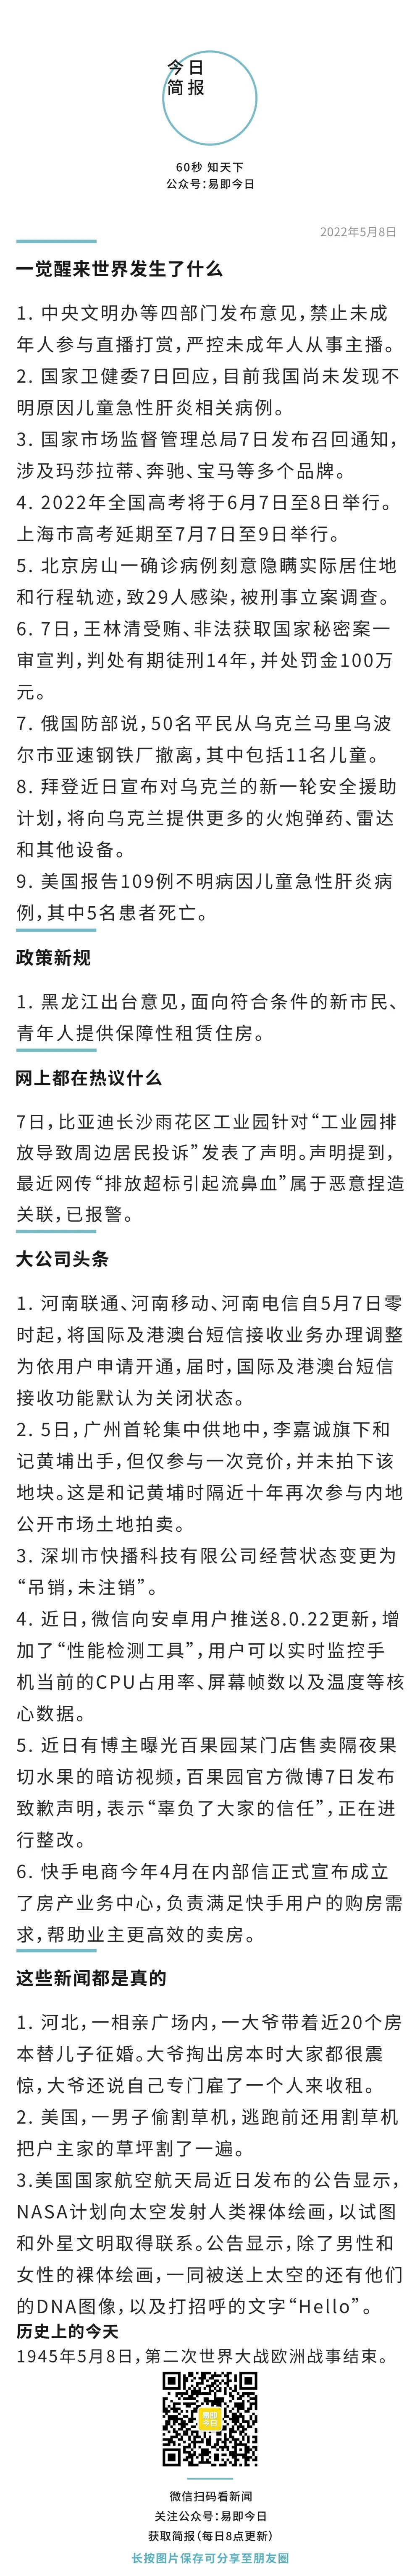 今日
简报
60秒 知天下
公众号：易即今日
2022年5月8日
一觉醒来世界发生了什么
1. 中央文明办等四部门发布意见，禁止未成
年人参与直播打赏，严控未成年人从事主播。
2. 国家卫健委7日回应，目前我国尚未发现不
明原因儿童急性肝炎相关病例。
3. 国家市场监督管理总局7日发布召回通知，
涉及玛莎拉蒂、奔驰、宝马等多个品牌。
4. 2022年全国高考将于6月7日至8日举行。
上海市高考延期至7月7日至9日举行。
5. 北京房山一确诊病例刻意隐瞒实际居住地
和行程轨迹，致29人感染，被刑事立案调查。
6. 7日，王林清受贿、非法获取国家秘密案一
审宣判，判处有期徒刑14年，并处罚金100万
元。
7. 俄国防部说，50名平民从乌克兰马里乌波
尔市亚速钢铁厂撤离，其中包括11名儿童。
8. 拜登近日宣布对乌克兰的新一轮安全援助
计划，将向乌克兰提供更多的火炮弹药、雷达
和其他设备。
9. 美国报告109例不明病因儿童急性肝炎病
例，其中5名患者死亡。
政策新规
1. 黑龙江出台意见，面向符合条件的新市民、
青年人提供保障性租赁住房。
网上都在热议什么
7日，比亚迪长沙雨花区工业园针对“工业园排
放导致周边居民投诉”发表了声明。声明提到，
最近网传“排放超标引起流鼻血”属于恶意捏造
关联，已报警。
大公司头条
1. 河南联通、河南移动、河南电信自5月7日零
时起，将国际及港澳台短信接收业务办理调整
为依用户申请开通，届时，国际及港澳台短信
接收功能默认为关闭状态。
2. 5日，广州首轮集中供地中，李嘉诚旗下和
记黄埔出手，但仅参与一次竞价，并未拍下该
地块。这是和记黄埔时隔近十年再次参与内地
公开市场土地拍卖。
3. 深圳市快播科技有限公司经营状态变更为
“吊销，未注销”。
4. 近日，微信向安卓用户推送8.0.22更新，增
加了“性能检测工具”，用户可以实时监控手
机当前的CPU占用率、屏幕帧数以及温度等核
心数据。
5. 近日有博主曝光百果园某门店售卖隔夜果
切水果的暗访视频，百果园官方微博7日发布
致歉声明，表示“辜负了大家的信任”，正在进
行整改。
6. 快手电商今年4月在内部信正式宣布成立
了房产业务中心，负责满足快手用户的购房需
求，帮助业主更高效的卖房。
这些新闻都是真的
1. 河北，一相亲广场内，一大爷带着近20个房
本替儿子征婚。大爷掏出房本时大家都很震
惊，大爷还说自己专门雇了一个人来收租。
2. 美国，一男子偷割草机，逃跑前还用割草机
把户主家的草坪割了一遍。
3.美国国家航空航天局近日发布的公告显示，
NASA计划向太空发射人类裸体绘画，以试图
和外星文明取得联系。公告显示，除了男性和
女性的裸体绘画，一同被送上太空的还有他们
的DNA图像，以及打招呼的文字“Hello”。
历史上的今天
1945年5月8日，第二次世界大战欧洲战事结束。
易即
今日
微信扫码看新闻
关注公众号：易即今日
获取简报（每日8点更新）
长按图片保存可分享至朋友圈